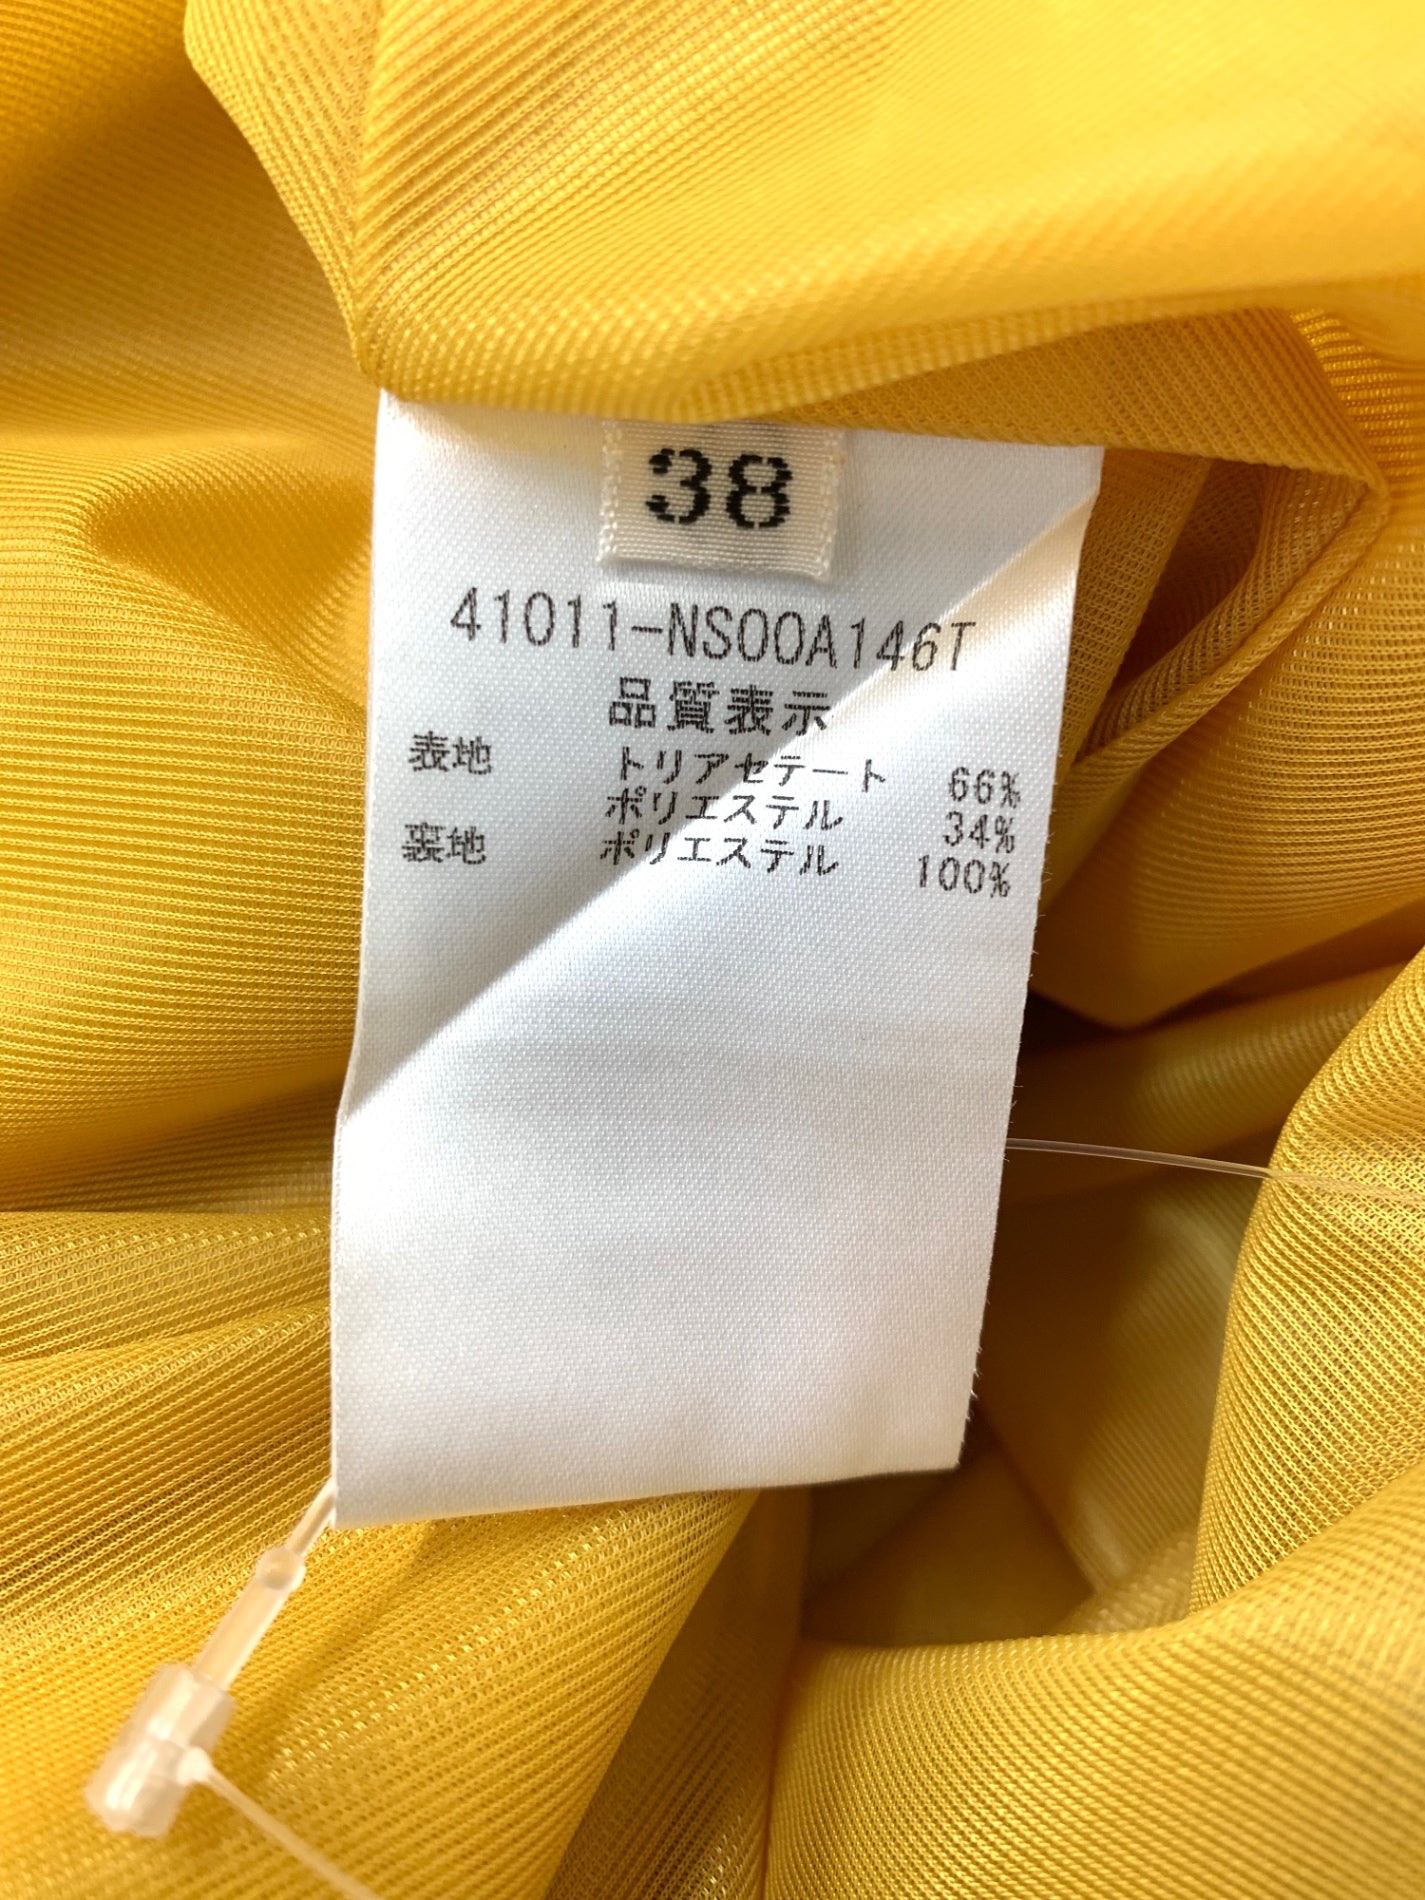 38
41011-NS00A146T
品質表示
表地 トリアセテート 66%
ポリエステル 34%
裏地 ポリエステル 100%